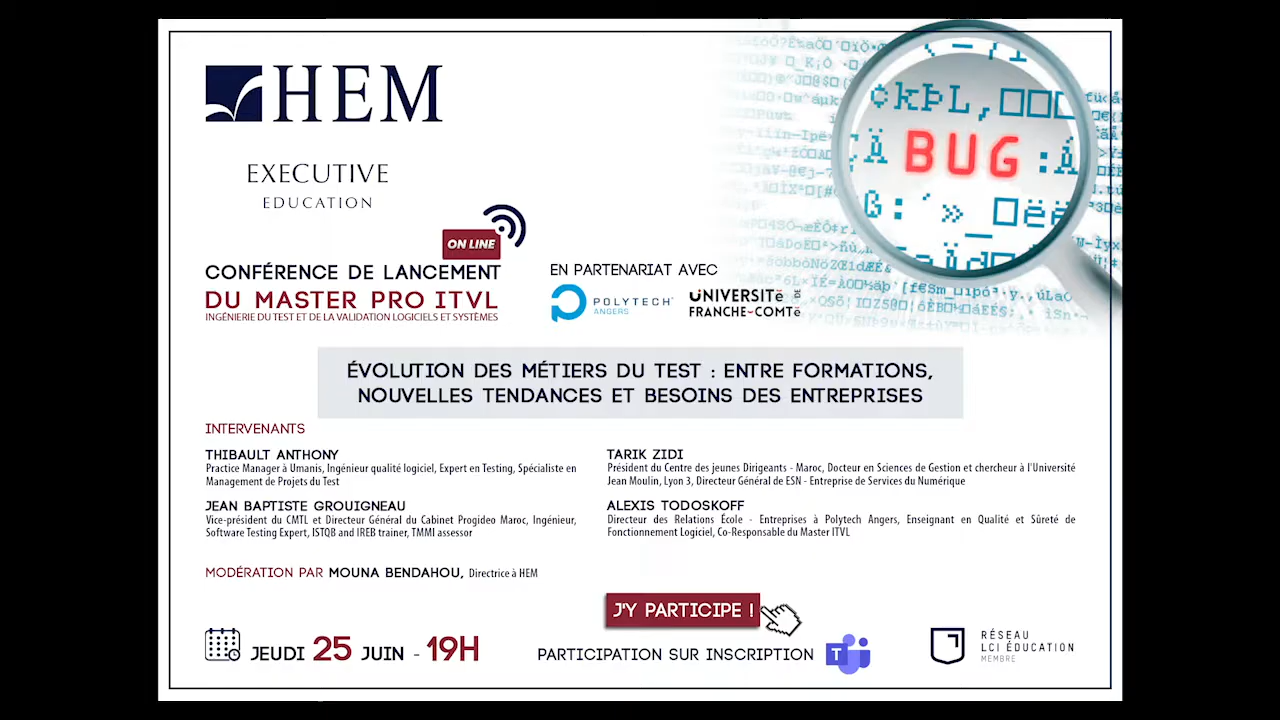 HEM
EXECUTIVE
EDUCATION
ON LINE
CONFÉRENCE DE LANCEMENT
DU MASTER PRO ITVL
INGÉNIERIE DU TEST ET DE LA VALIDATION LOGICIELS ET SYSTÈMES
EN PARTENARIAT AVEC
POLYTECH
ANGERS
UNIVERSITé DE
FRANCHE-COMTé
BUG
ÉVOLUTION DES MÉTIERS DU TEST : ENTRE FORMATIONS,
NOUVELLES TENDANCES ET BESOINS DES ENTREPRISES
INTERVENANTS
THIBAULT ANTHONY
Practice Manager à Umanis, Ingénieur qualité logiciel, Expert en Testing, Spécialiste en
Management de Projets du Test
JEAN BAPTISTE GROUIGNEAU
Vice-président du CMTL et Directeur Général du Cabinet Progideo Maroc, Ingénieur,
Software Testing Expert, ISTQB and IREB trainer, TMMI assessor
TARIK ZIDI
Président du Centre des jeunes Dirigeants - Maroc, Docteur en Sciences de Gestion et chercheur à l'Université
Jean Moulin, Lyon 3, Directeur Général de ESN - Entreprise de Services du Numérique
ALEXIS TODOSKOFF
Directeur des Relations École - Entreprises à Polytech Angers, Enseignant en Qualité et Sûreté de
Fonctionnement Logiciel, Co-Responsable du Master ITVL
MODÉRATION PAR MOUNA BENDAHOU, Directrice à HEM
J'Y PARTICIPE !
JEUDI 25 JUIN - 19H
PARTICIPATION SUR INSCRIPTION
T
RÉSEAU
LCI ÉDUCATION
MEMBRE